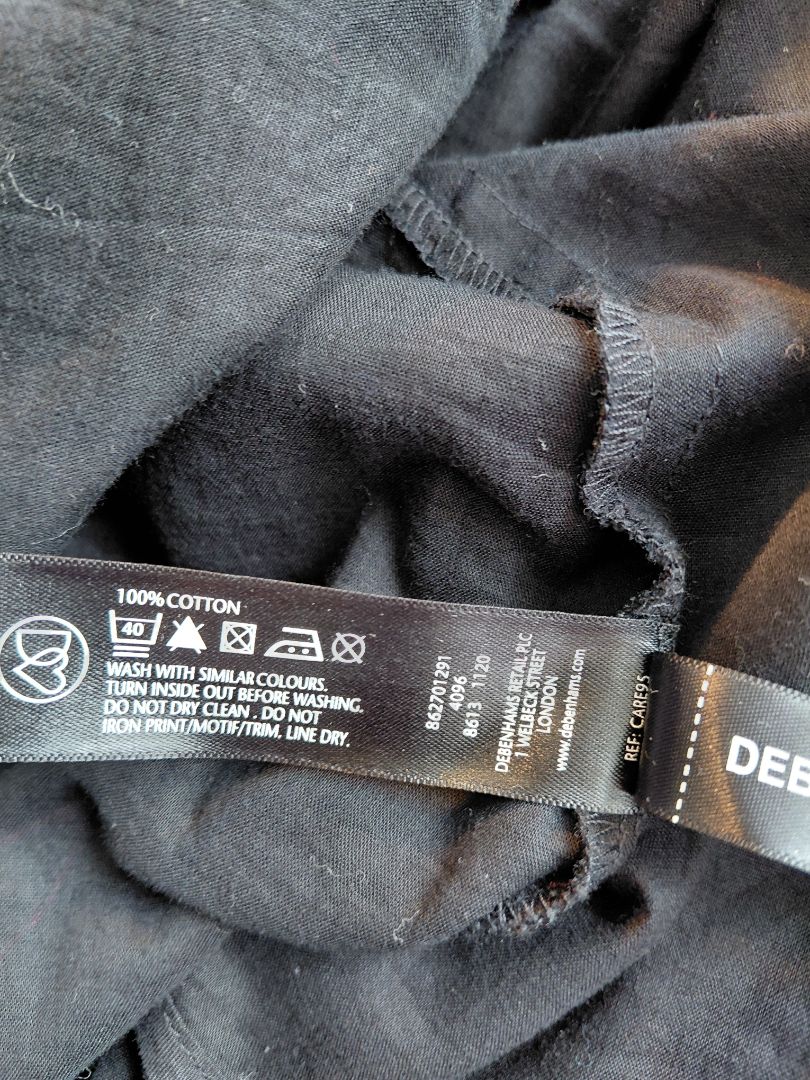 100% COTTON
40
WASH WITH SIMILAR COLOURS.
TURN INSIDE OUT BEFORE WASHING.
DO NOT DRY CLEAN . DO NOT
IRON PRINT/MOTIF/TRIM. LINE DRY.
862701291
4096
8613 1120
DEBENHAMS RETAIL PLC
1 WELBECK STREET
LONDON
www.debenhams.com
REF: CARE95
DEB